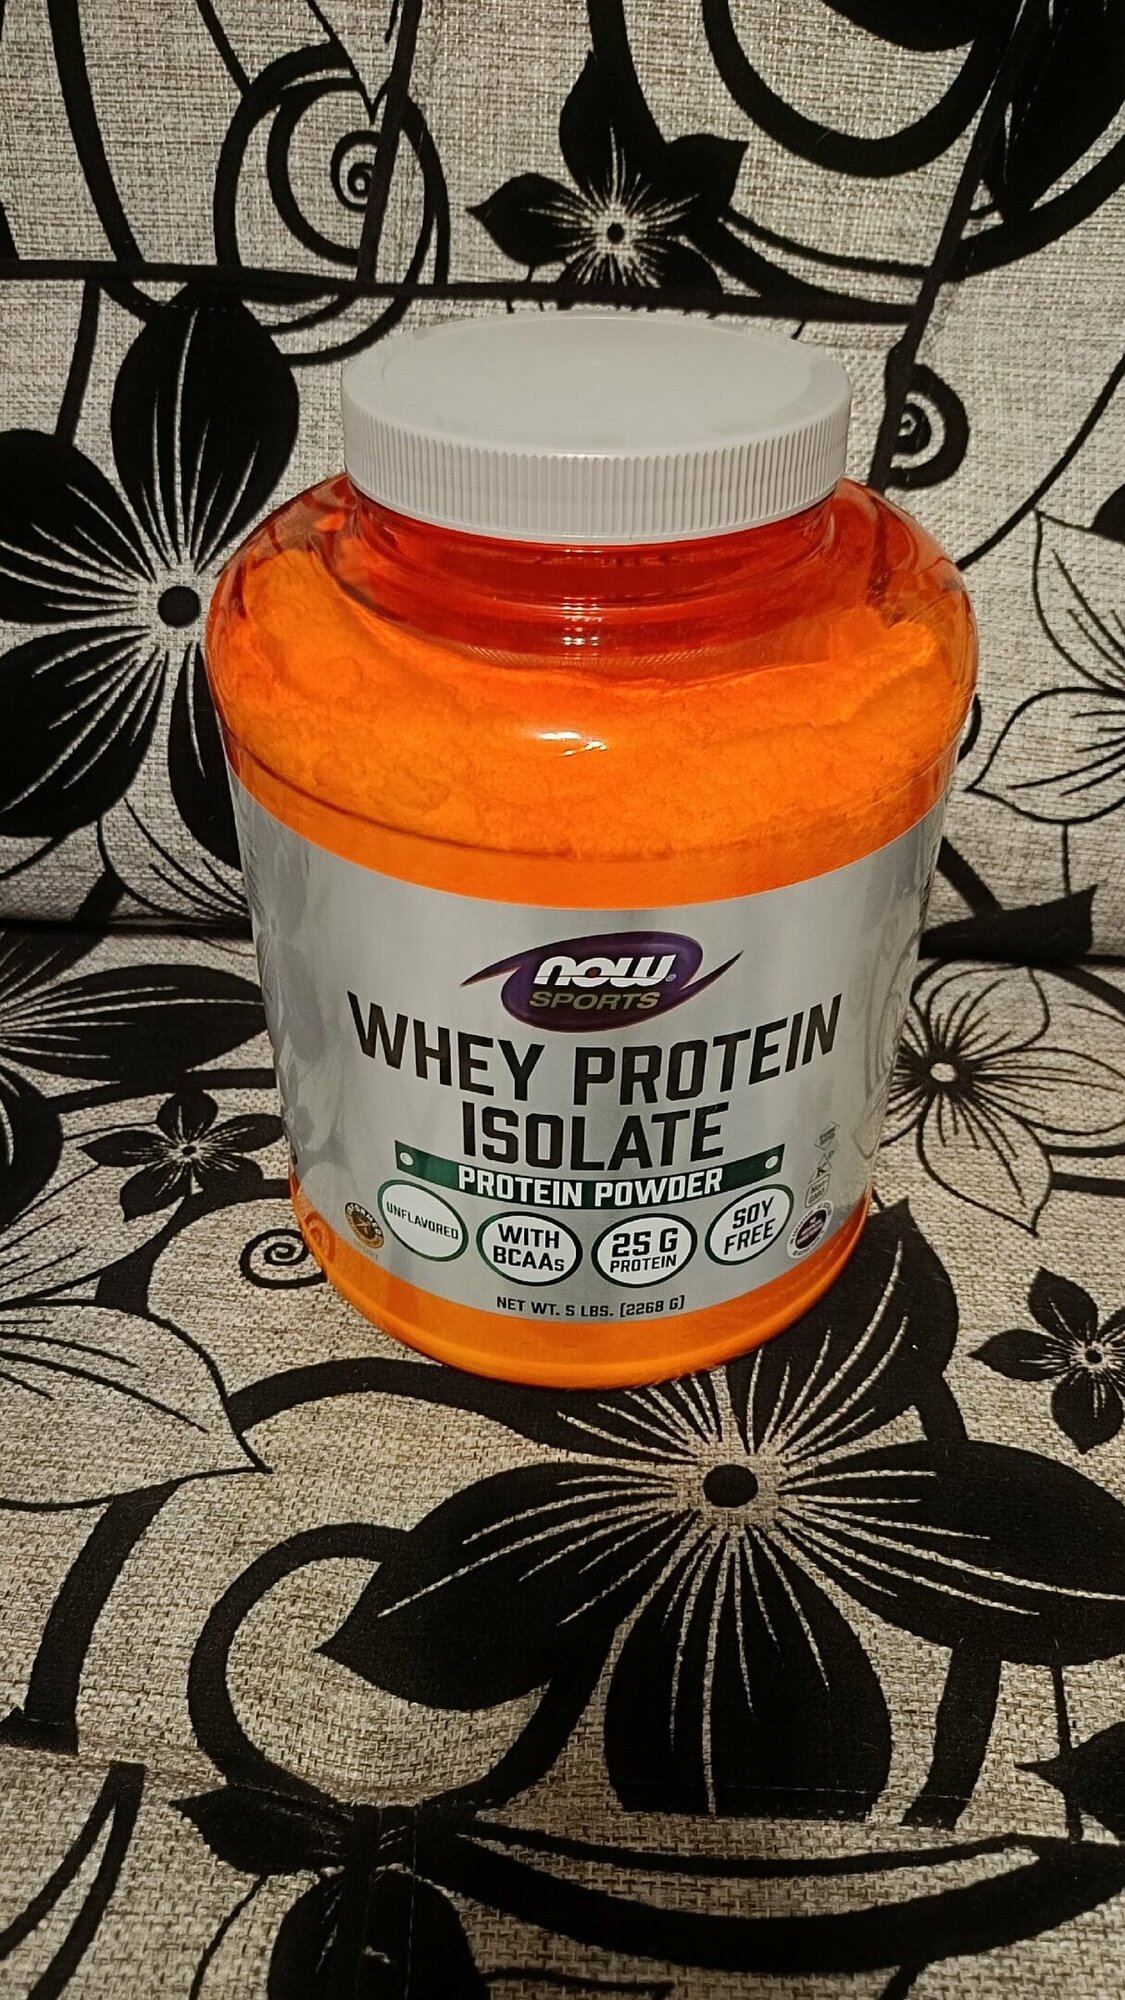 NOW
SPORTS
WHEY PROTEIN
ISOLATE
PROTEIN POWDER
UNFLAVORED
WITH
BCAAs
25 G
PROTEIN
SOY
FREE
NET WT. 5 LBS. (2268 G)